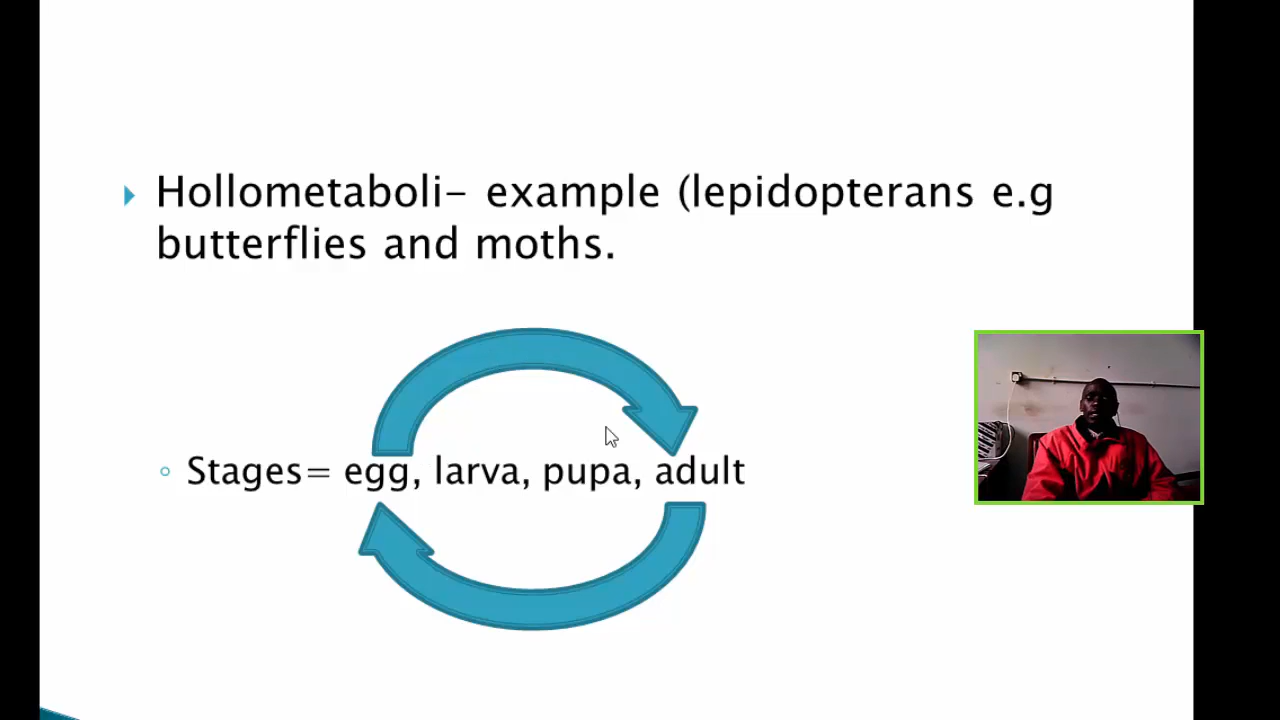 Hollometaboli- example (lepidopterans e.g
butterflies and moths.
Stages= egg, larva, pupa, adult